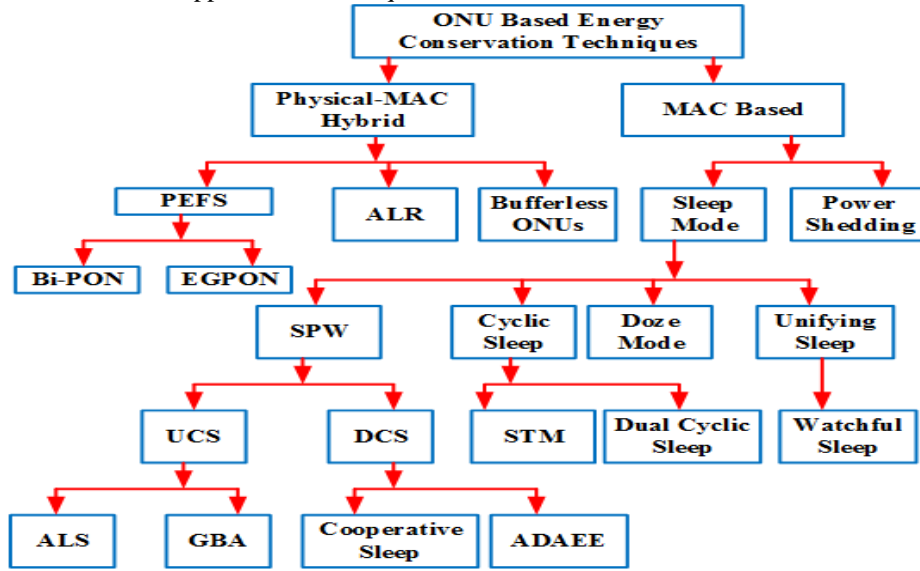 ONU Based Energy
Conservation Techniques
Physical-MAC
Hybrid
MAC Based
PEFS
ALR
Bufferless
ONUs
Sleep
Mode
Power
Shedding
Bi-PON
EGPON
SPW
Cyclic
Sleep
Doze
Mode
Unifying
Sleep
UCS
DCS
STM
Dual Cyclic
Sleep
Watchful
Sleep
ALS
GBA
Cooperative
Sleep
ADAEE